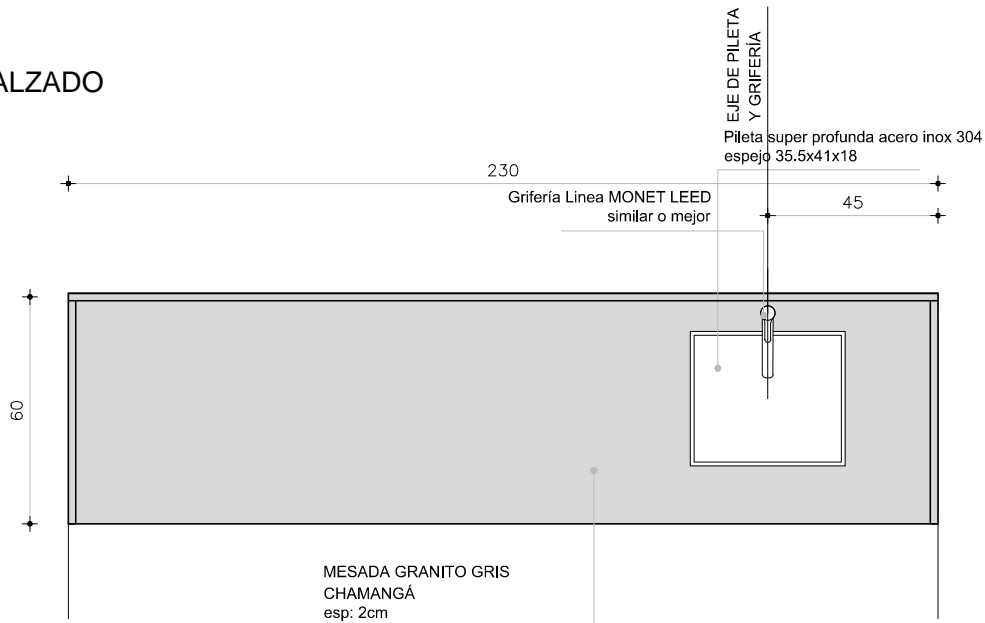 ALZADO
EJE DE PILETA
Y GRIFERÍA
Pileta super profunda acero inox 304
espejo 35.5x41x18
230
Grifería Linea MONET LEED
similar o mejor
45
60
MESADA GRANITO GRIS
CHAMANGÁ
esp: 2cm